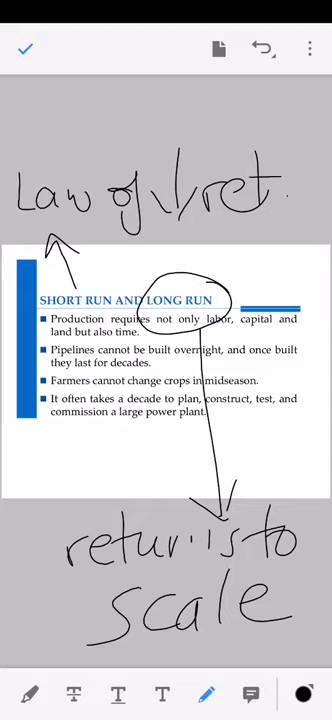 Law of ret.
SHORT RUN AND LONG RUN
Production requires not only labor, capital and
land but also time.
Pipelines cannot be built overnight, and once built
they last for decades.
Farmers cannot change crops in midseason.
It often takes a decade to plan, construct, test, and
commission a large power plant.
returns to
scale